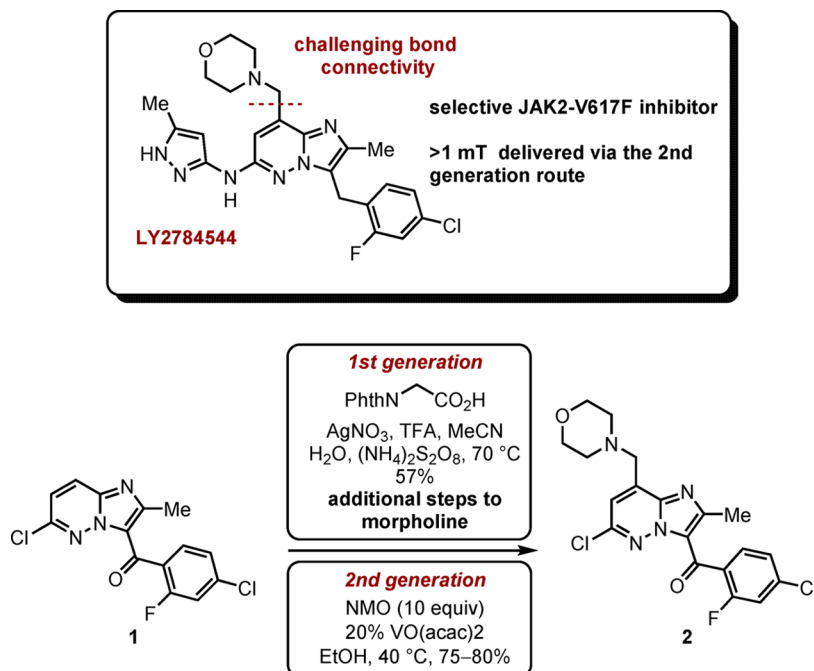 challenging bond
connectivity
selective JAK2-V617F inhibitor
>1 mT delivered via the 2nd
generation route
O
N
Me
HN
N
N
H
N
N
N
Me
Cl
F
LY2784544
1st generation
PhthN
CO₂H
AgNO₃, TFA, MeCN
H₂O, (NH₄)₂S₂O₈, 70 °C
57%
additional steps to
morpholine
2nd generation
NMO (10 equiv)
20% VO(acac)2
EtOH, 40 °C, 75–80%
N
Me
N
N
Cl
O
Cl
F
1
O
N
N
Me
N
N
Cl
O
Cl
F
2